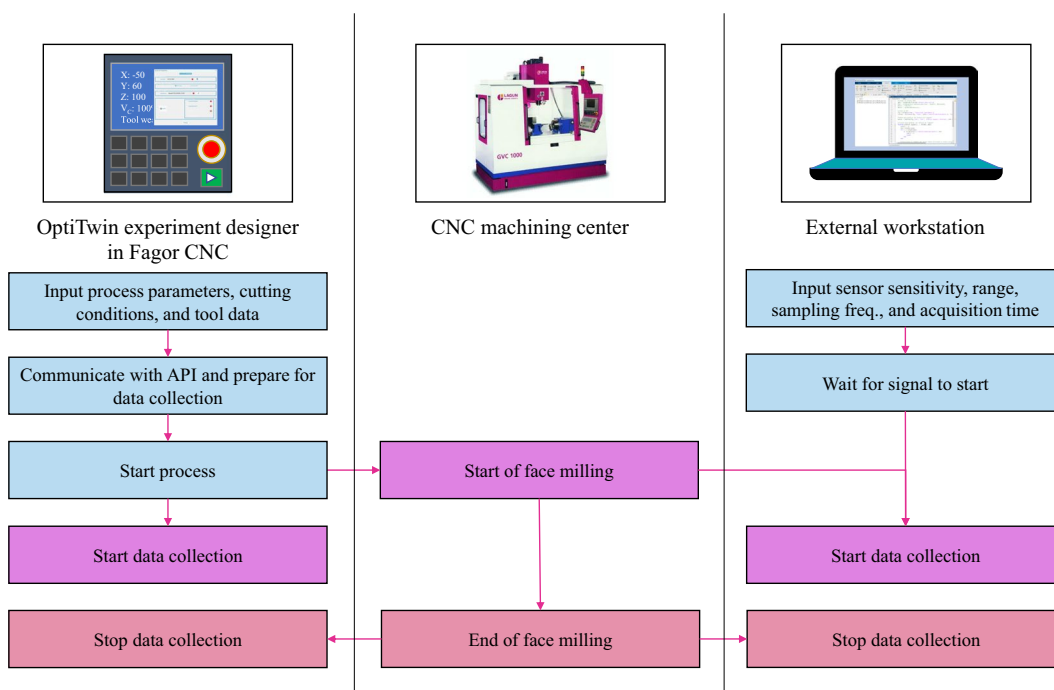 X: -50
Y: 60
Z: 100
Vc: 100
Tool we
LAGUN
GVC 1000
OptiTwin experiment designer
in Fagor CNC
CNC machining center
External workstation
Input process parameters, cutting
conditions, and tool data
Input sensor sensitivity, range,
sampling freq., and acquisition time
Communicate with API and prepare for
data collection
Wait for signal to start
Start process
Start of face milling
Start data collection
Start data collection
Stop data collection
End of face milling
Stop data collection